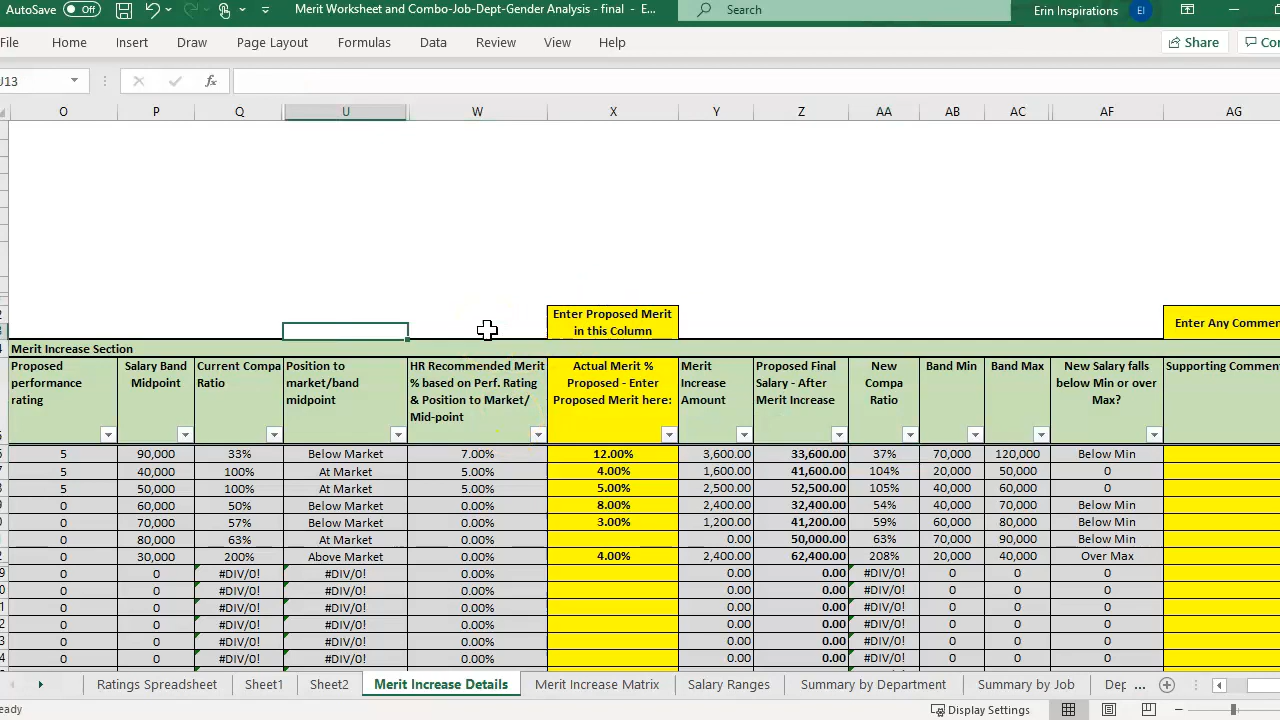 AutoSave Off Merit Worksheet and Combo-Job-Dept-Gender Analysis - final - E... Search Erin Inspirations EI
File Home Insert Draw Page Layout Formulas Data Review View Help Share
fx
O P Q U W X Y Z AA AB AC AF AG
Enter Proposed Merit
in this Column
Merit Increase Section
Proposed
performance
rating
Salary Band
Midpoint
Current Compa
Ratio
Position to
market/band
midpoint
HR Recommended Merit
% based on Perf. Rating
& Position to Market/
Mid-point
Actual Merit %
Proposed - Enter
Proposed Merit here:
Merit
Increase
Amount
Proposed Final
Salary - After
Merit Increase
New
Compa
Ratio
Band Min
Band Max
New Salary falls
below Min or over
Max?
Enter Any Commen
Supporting Commen
5 90,000 33% Below Market 7.00% 12.00% 3,600.00 33,600.00 37% 70,000 120,000 Below Min
5 40,000 100% At Market 5.00% 4.00% 1,600.00 41,600.00 104% 20,000 50,000 0
5 50,000 100% At Market 5.00% 5.00% 2,500.00 52,500.00 105% 40,000 60,000 0
0 60,000 50% Below Market 0.00% 8.00% 2,400.00 32,400.00 54% 40,000 70,000 Below Min
0 70,000 57% Below Market 0.00% 3.00% 1,200.00 41,200.00 59% 60,000 80,000 Below Min
0 80,000 63% At Market 0.00% 0.00 50,000.00 63% 70,000 90,000 Below Min
0 30,000 200% Above Market 0.00% 4.00% 2,400.00 62,400.00 208% 20,000 40,000 Over Max
0 0 #DIV/0! #DIV/0! 0.00% 0.00 0.00 #DIV/0! 0 0 0
0 0 #DIV/0! #DIV/0! 0.00% 0.00 0.00 #DIV/0! 0 0 0
0 0 #DIV/0! #DIV/0! 0.00% 0.00 0.00 #DIV/0! 0 0 0
0 0 #DIV/0! #DIV/0! 0.00% 0.00 0.00 #DIV/0! 0 0 0
0 0 #DIV/0! #DIV/0! 0.00% 0.00 0.00 #DIV/0! 0 0 0
0 0 #DIV/0! #DIV/0! 0.00% 0.00 0.00 #DIV/0! 0 0 0
Ratings Spreadsheet Sheet1 Sheet2 Merit Increase Details Merit Increase Matrix Salary Ranges Summary by Department Summary by Job Dep ...
Display Settings